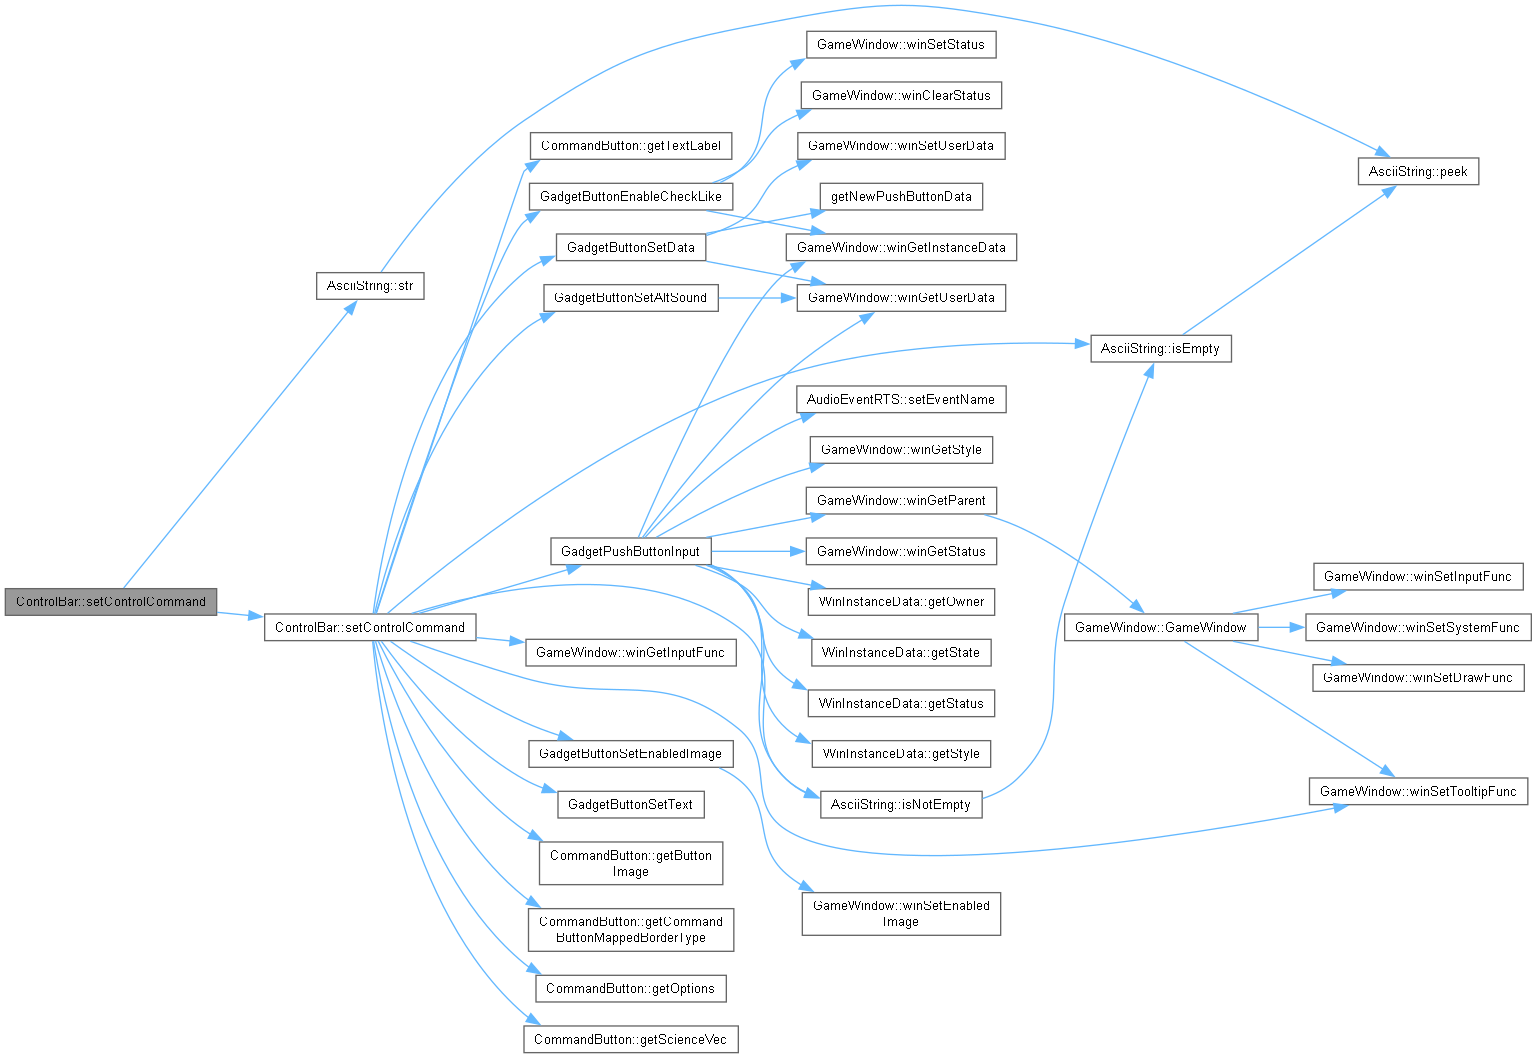 GameWindow::winSetStatus
GameWindow::winClearStatus
CommandButton::getTextLabel
GameWindow::winSetUserData
AsciiString::peek
GadgetButtonEnableCheckLike
getNewPushButtonData
GadgetButtonSetData
GameWindow::winGetInstanceData
AsciiString::str
GadgetButtonSetAltSound
GameWindow::winGetUserData
AsciiString::isEmpty
AudioEventRTS::setEventName
GameWindow::winGetStyle
GameWindow::winGetParent
GadgetPushButtonInput
GameWindow::winGetStatus
GameWindow::winSetInputFunc
ControlBar::setControlCommand
WinInstanceData::getOwner
ControlBar::setControlCommand
GameWindow::GameWindow
GameWindow::winSetSystemFunc
GameWindow::winGetInputFunc
WinInstanceData::getState
GameWindow::winSetDrawFunc
WinInstanceData::getStatus
GadgetButtonSetEnabledImage
WinInstanceData::getStyle
GameWindow::winSetTooltipFunc
GadgetButtonSetText
AsciiString::isNotEmpty
CommandButton::getButton
Image
GameWindow::winSetEnabled
Image
CommandButton::getCommand
ButtonMappedBorderType
CommandButton::getOptions
CommandButton::getScienceVec